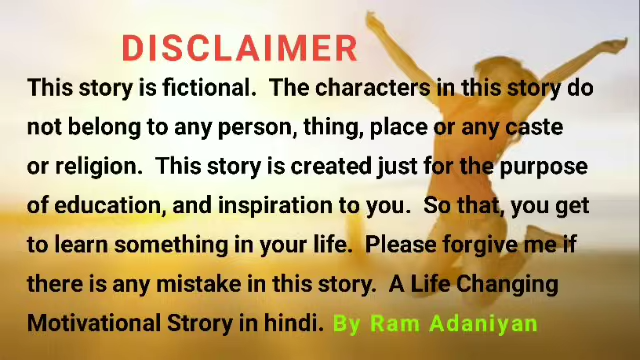 DISCLAIMER
This story is fictional. The characters in this story do
not belong to any person, thing, place or any caste
or religion. This story is created just for the purpose
of education, and inspiration to you. So that, you get
to learn something in your life. Please forgive me if
there is any mistake in this story. A Life Changing
Motivational Strory in hindi. By Ram Adaniyan